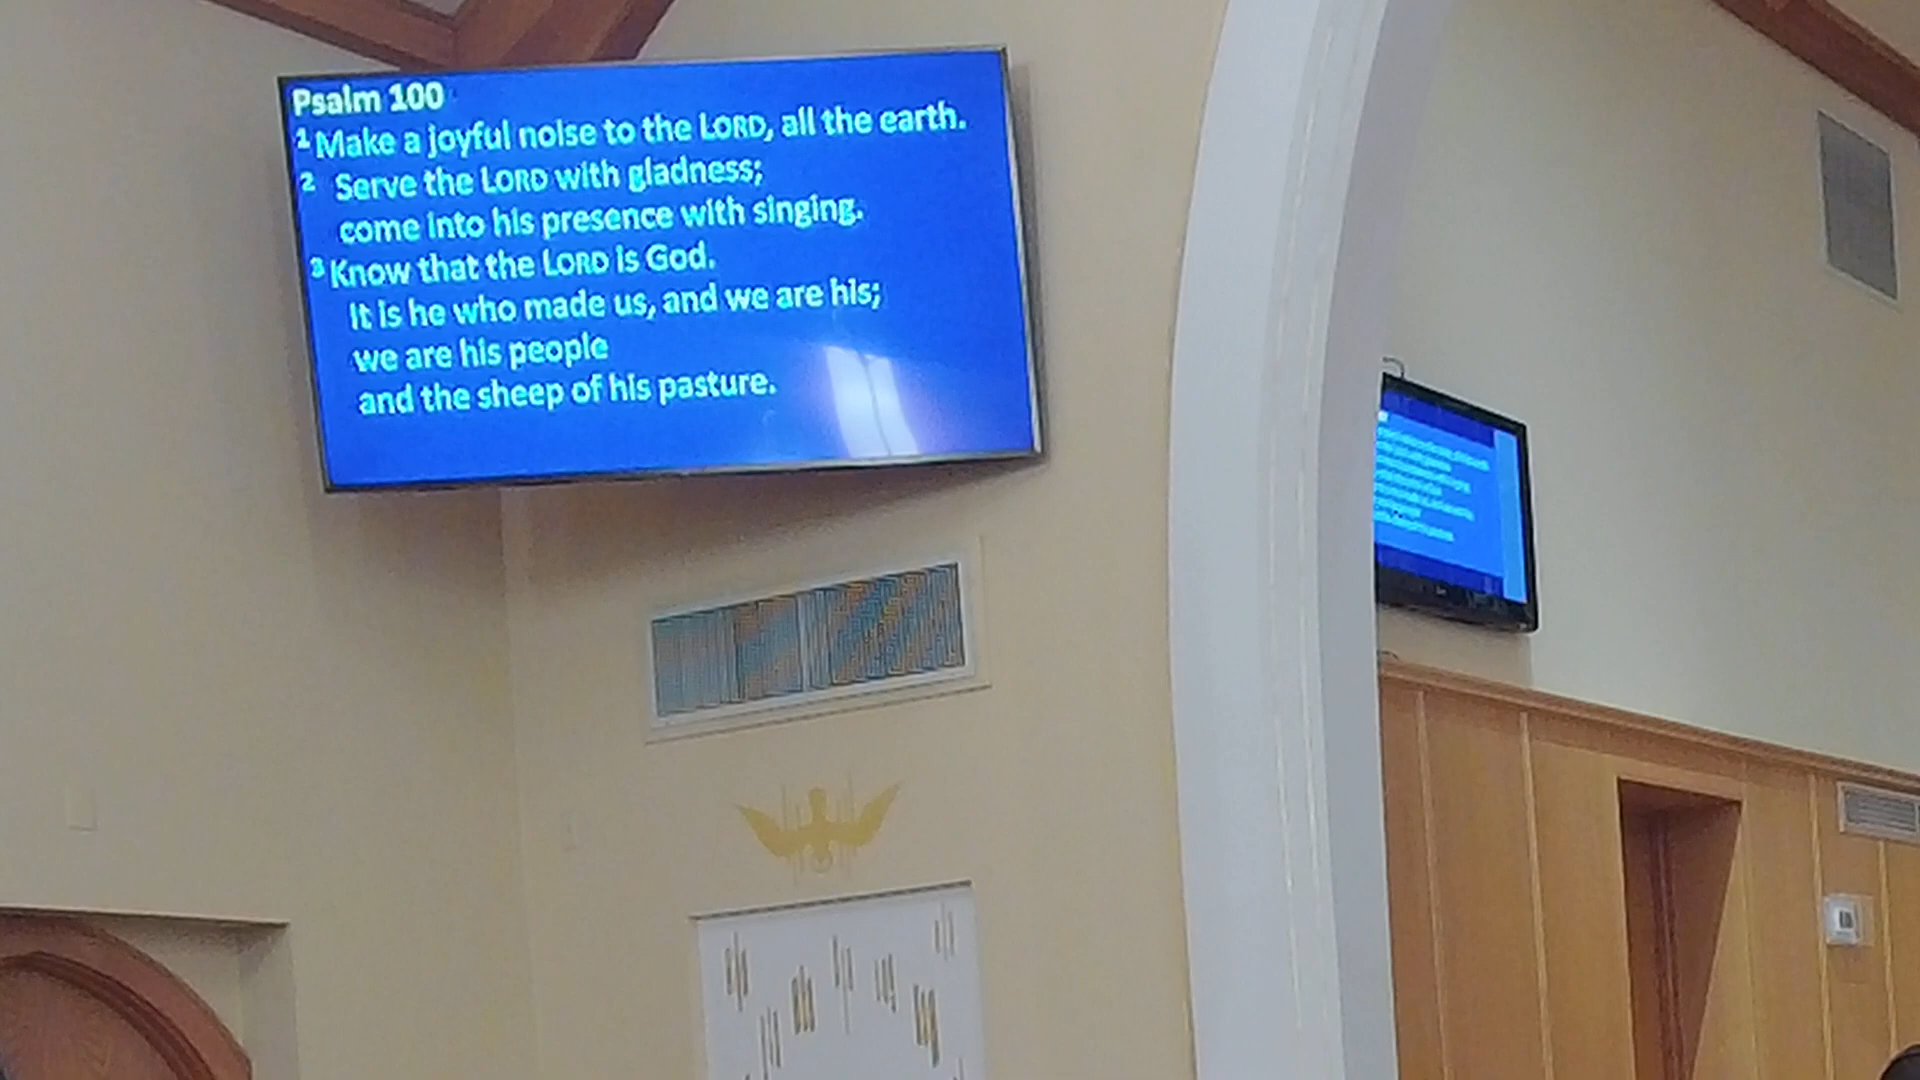 Psalm 100
1 Make a joyful noise to the LORD, all the earth.
2 Serve the LORD with gladness;
come into his presence with singing.
3 Know that the LORD is God.
It is he who made us, and we are his;
we are his people
and the sheep of his pasture.